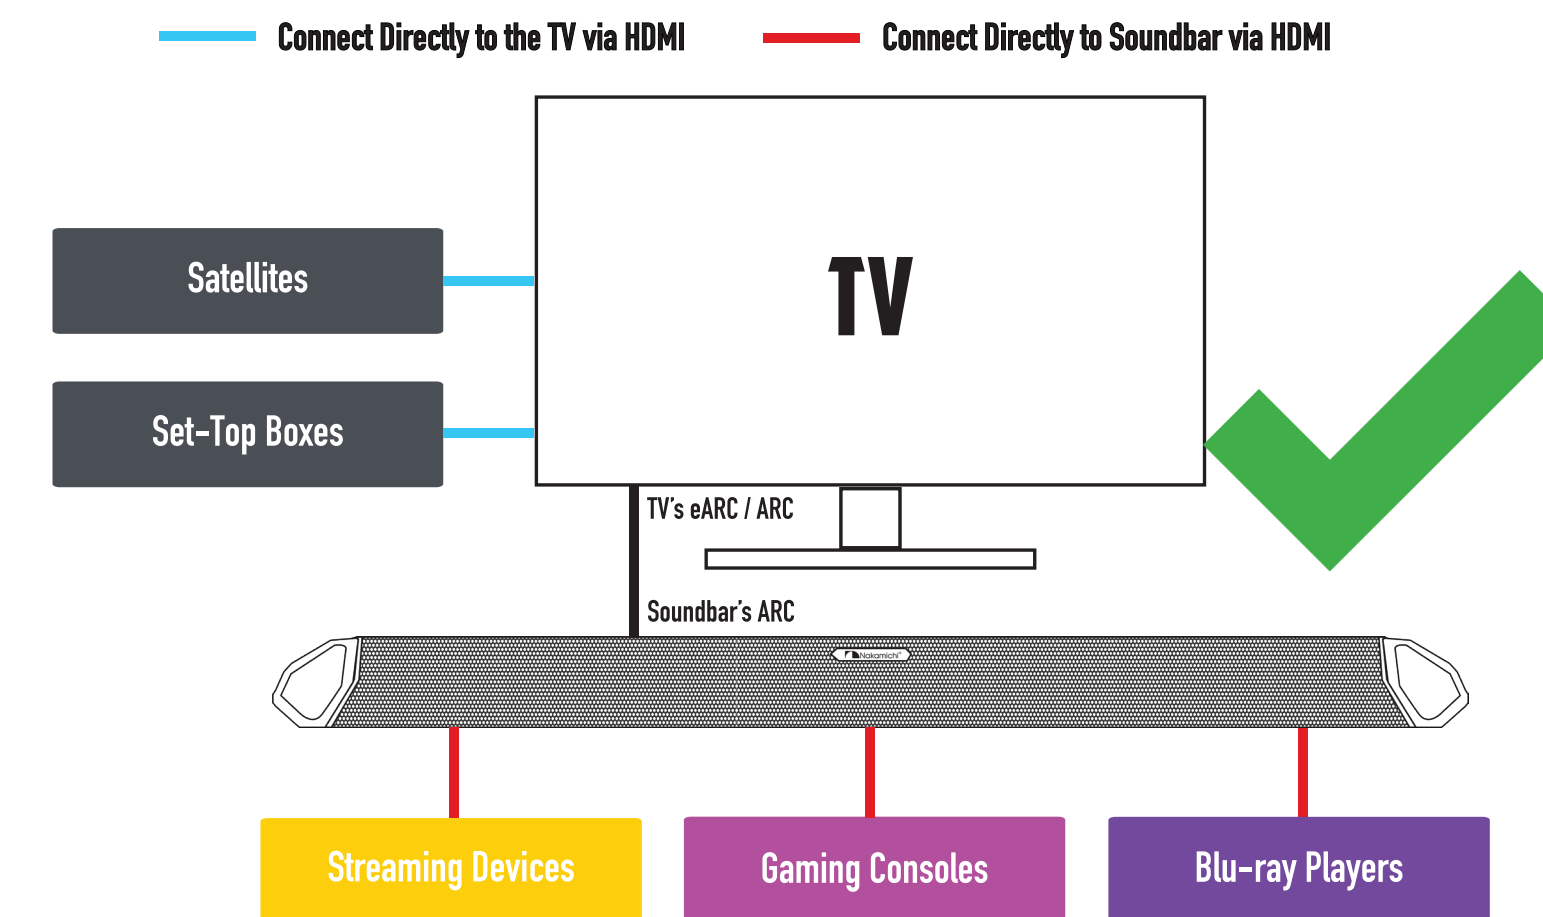 Connect Directly to the TV via HDMI
Connect Directly to Soundbar via HDMI
TV
Satellites
Set-Top Boxes
TV's eARC / ARC
Soundbar's ARC
Nakamichi®
Streaming Devices
Gaming Consoles
Blu-ray Players